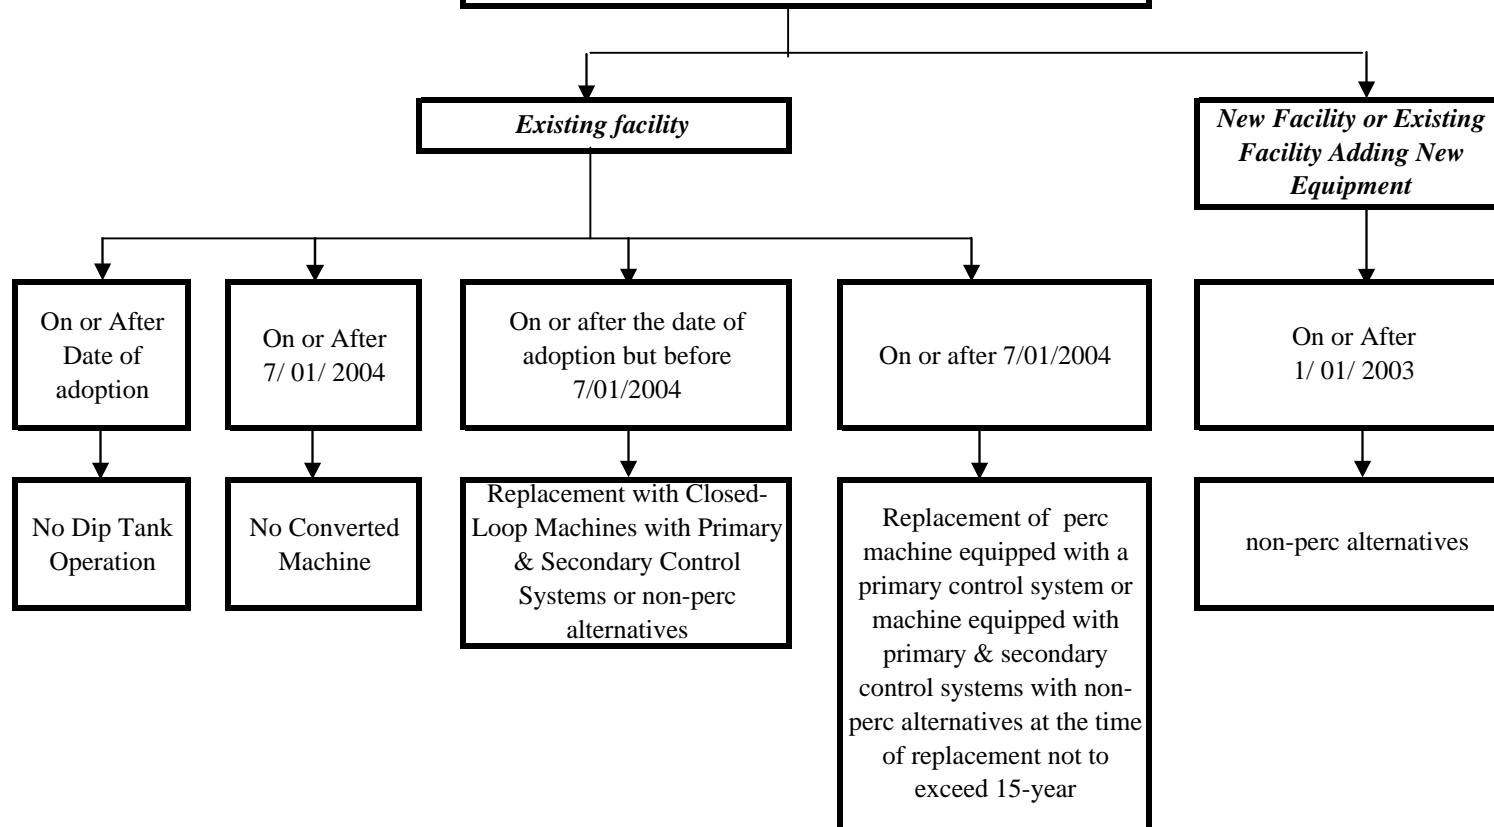 Existing facility
New Facility or Existing
Facility Adding New
Equipment
On or After
Date of
adoption
On or After
7/ 01/ 2004
On or after the date of
adoption but before
7/01/2004
On or after 7/01/2004
On or After
1/ 01/ 2003
No Dip Tank
Operation
No Converted
Machine
Replacement with Closed-
Loop Machines with Primary
& Secondary Control
Systems or non-perc
alternatives
Replacement of  perc
machine equipped with a
primary control system or
machine equipped with
primary & secondary
control systems with non-
perc alternatives at the time
of replacement not to
exceed 15-year
non-perc alternatives